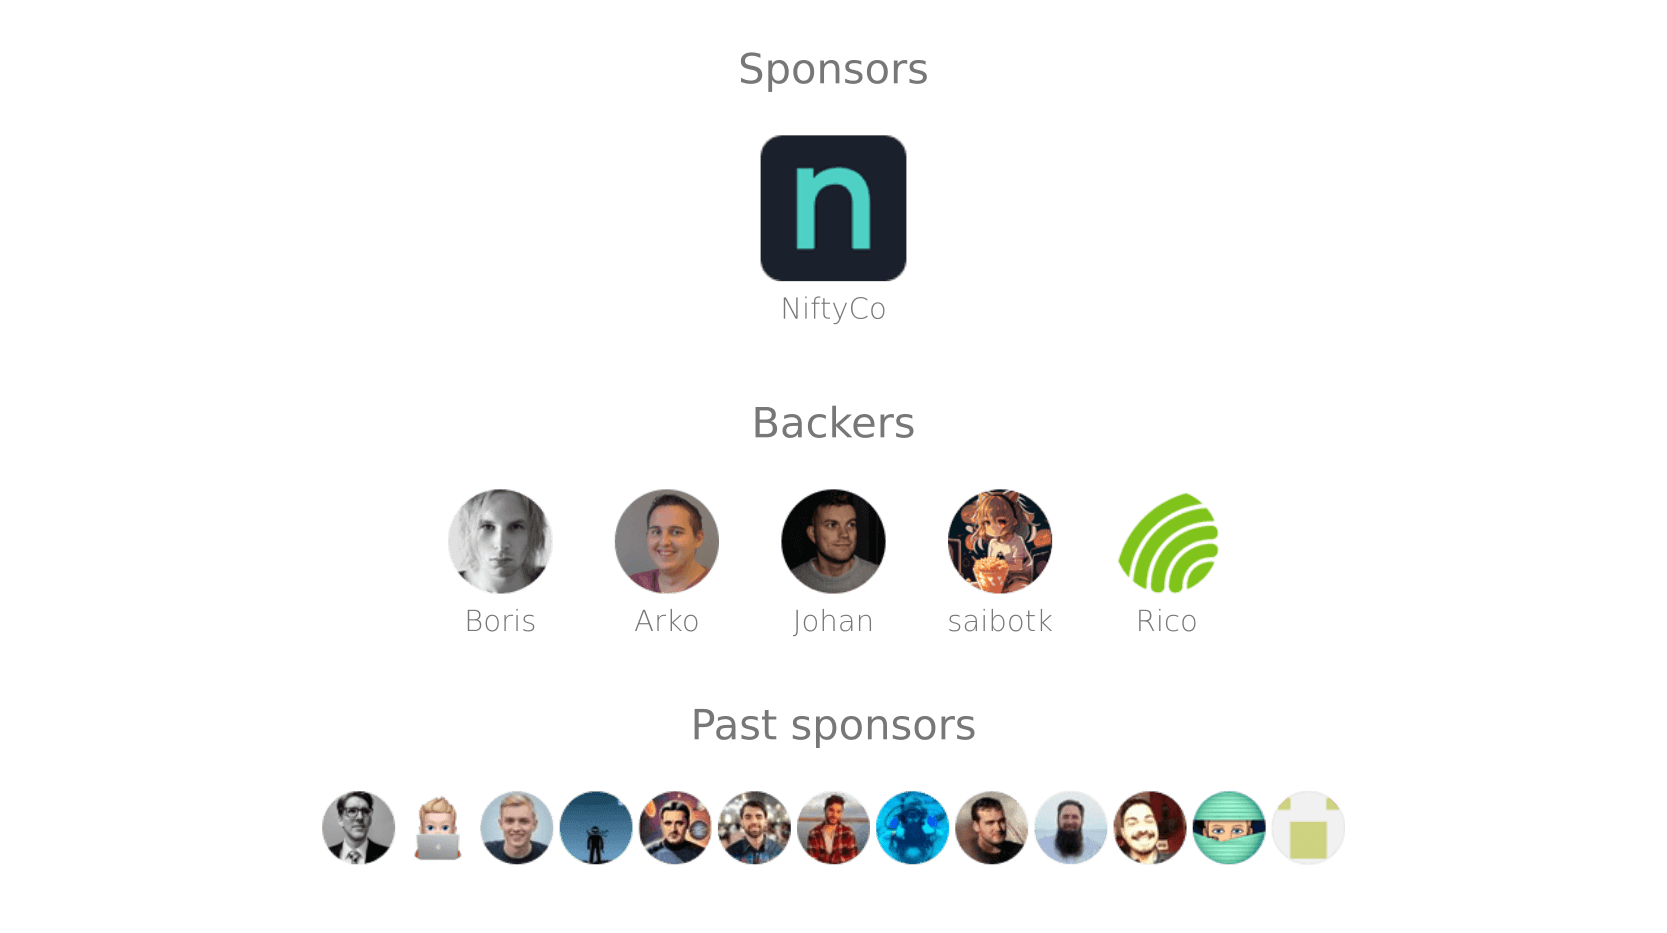 Sponsors
n
NiftyCo
Backers
Boris Arko Johan saibotk Rico
Past sponsors